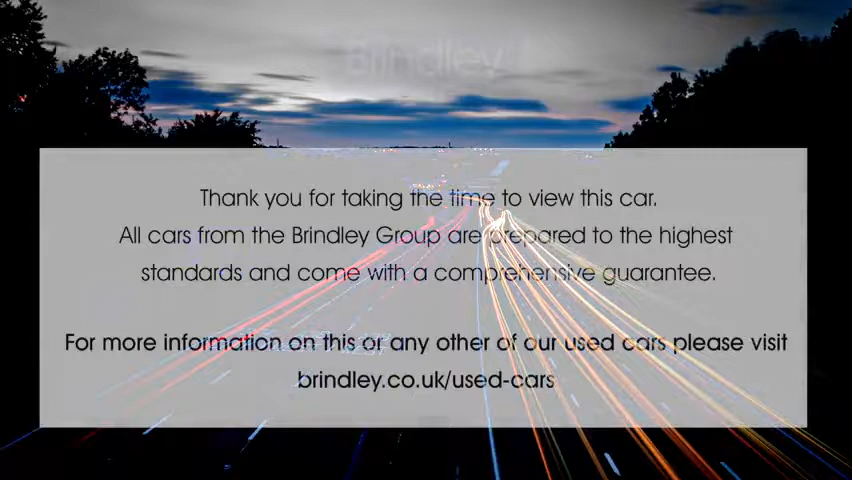 Brindley
Thank you for taking the time to view this car.
All cars from the Brindley Group are prepared to the highest
standards and come with a comprehensive guarantee.
For more information on this or any other of our used cars please visit
brindley.co.uk/used-cars